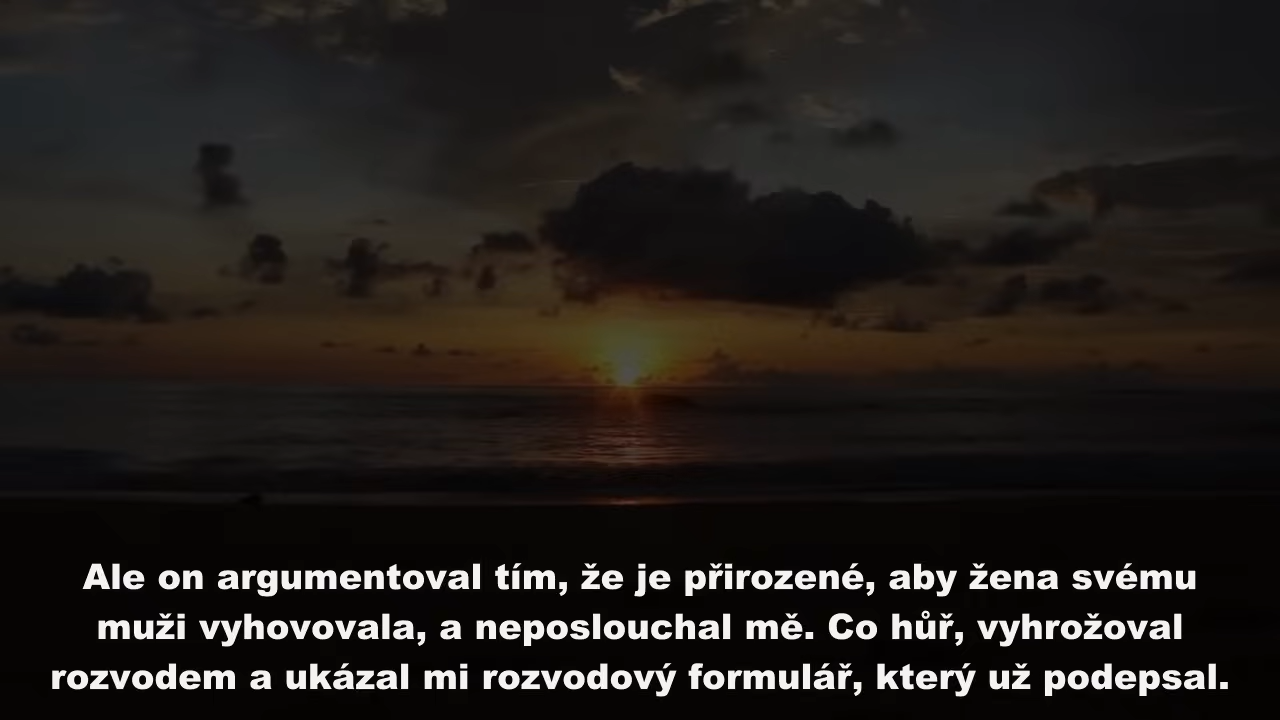 Ale on argumentoval tím, že je přirozené, aby žena svému
muži vyhovovala, a neposlouchal mě. Co hůř, vyhrožoval
rozvodem a ukázal mi rozvodový formulář, který už podepsal.